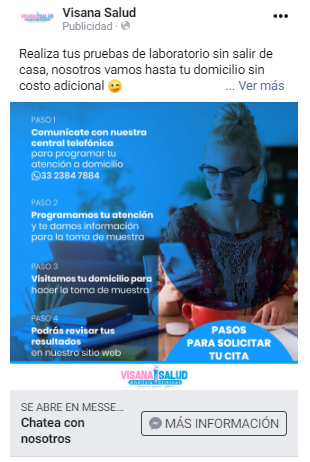 Visana Salud
Publicidad ·
Realiza tus pruebas de laboratorio sin salir de
casa, nosotros vamos hasta tu domicilio sin
costo adicional 😉 ... Ver más
PASO 1
Comunícate con nuestra
central telefónica
para programar tu
atención a domicilio
33 2384 7884
PASO 2
Programamos tu atención
y te damos información
para la toma de muestra
PASO 3
Visitamos tu domicilio para
hacer la toma de muestra
PASO 4
Podrás revisar tus
resultados
en nuestro sitio web
PASOS
PARA SOLICITAR
TU CITA
VISANA SALUD
SE ABRE EN MESSE...
Chatea con
nosotros
MÁS INFORMACIÓN